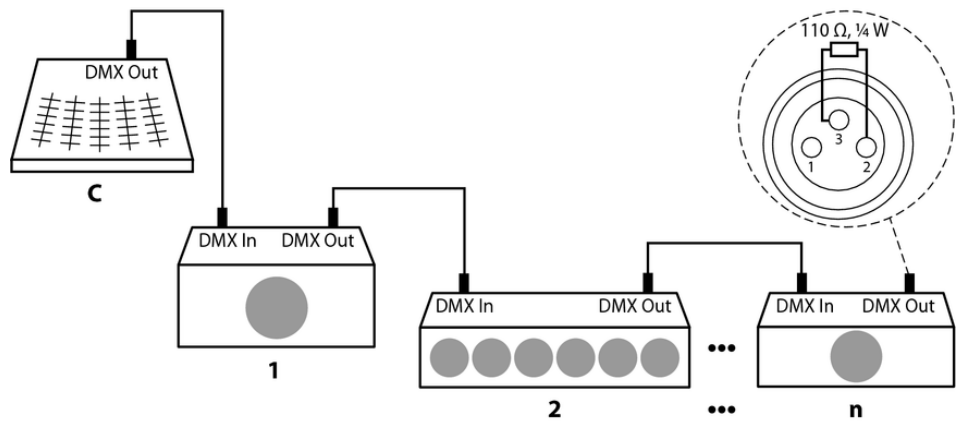 110 Ω, ¼ W
DMX Out
3
1 2
C
DMX In DMX Out
1
DMX In DMX Out
2
•••
•••
DMX In DMX Out
n